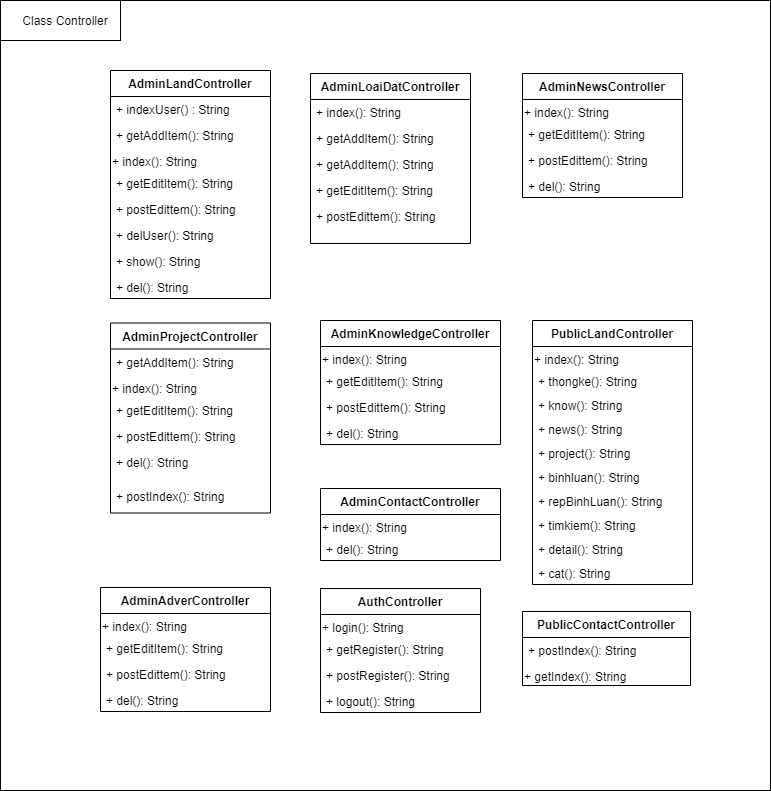 Class Controller
AdminLandController
+ indexUser() : String
+ getAddItem(): String
+ index(): String
+ getEditItem(): String
+ postEdittem(): String
+ delUser(): String
+ show(): String
+ del(): String
AdminLoaiDatController
+ index(): String
+ getAddItem(): String
+ getAddItem(): String
+ getEditItem(): String
+ postEdittem(): String
AdminNewsController
+ index(): String
+ getEditItem(): String
+ postEdittem(): String
+ del(): String
AdminProjectController
+ getAddItem(): String
+ index(): String
+ getEditItem(): String
+ postEdittem(): String
+ del(): String
+ postIndex(): String
AdminKnowledgeController
+ index(): String
+ getEditItem(): String
+ postEdittem(): String
+ del(): String
PublicLandController
+ index(): String
+ thongke(): String
+ know(): String
+ news(): String
+ project(): String
+ binhluan(): String
+ repBinhLuan(): String
+ timkiem(): String
+ detail(): String
+ cat(): String
AdminContactController
+ index(): String
+ del(): String
AdminAdverController
+ index(): String
+ getEditItem(): String
+ postEdittem(): String
+ del(): String
AuthController
+ login(): String
+ getRegister(): String
+ postRegister(): String
+ logout(): String
PublicContactController
+ postIndex(): String
+ getIndex(): String